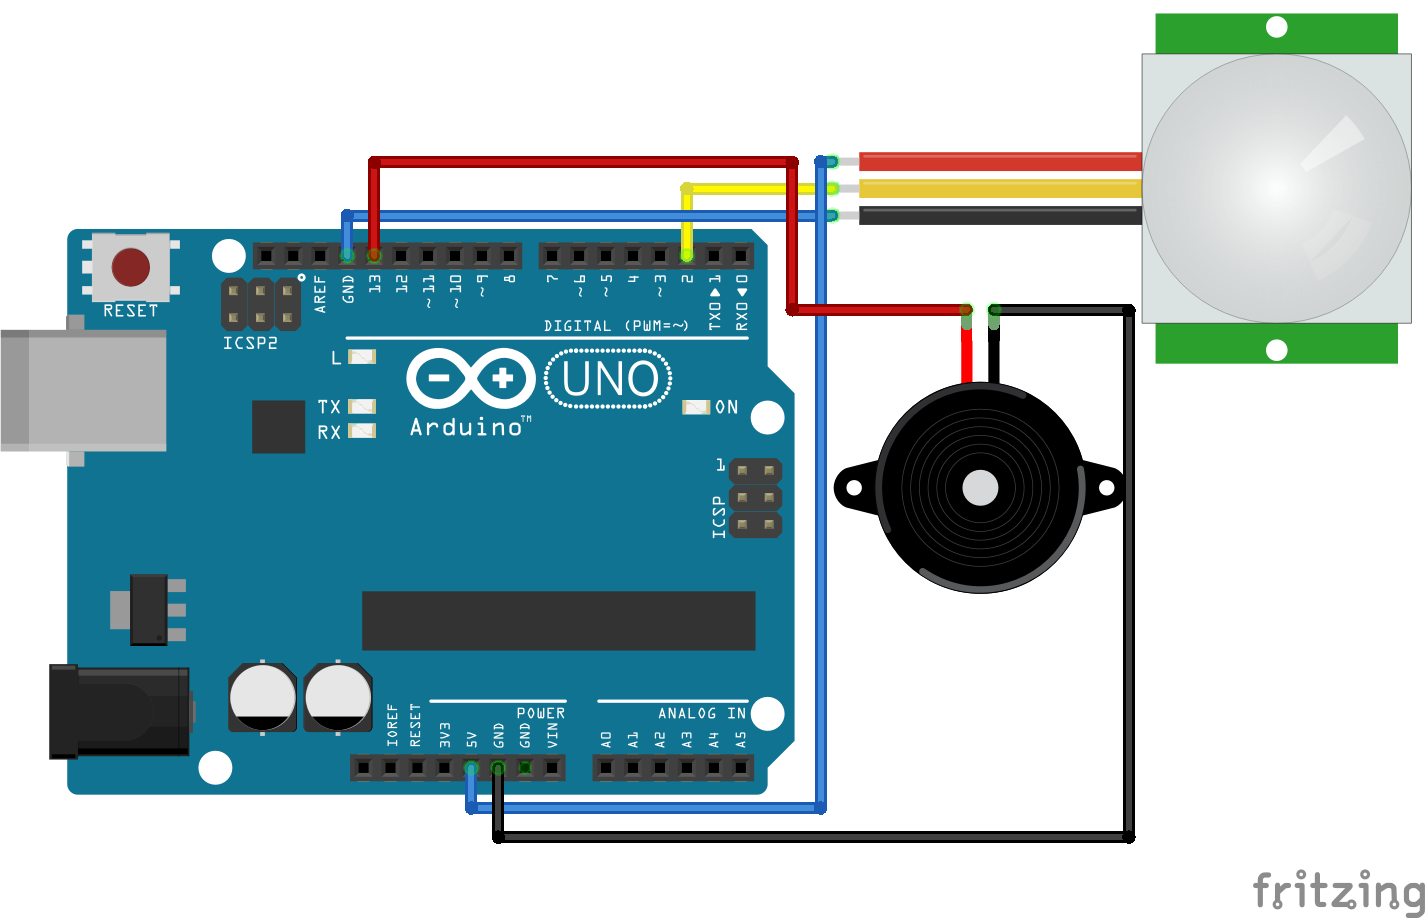 RESET
ICSP2
AREF
GND
13
12
~11
~10
~9
8
7
~6
~5
4
~3
2
TX0▶1
RX0◀0
DIGITAL (PWM=~)
L
TX
RX
UNO
Arduino™
ON
1
ICSP
POWER
ANALOG IN
IOREF
RESET
3V3
5V
GND
GND
VIN
A0
A1
A2
A3
A4
A5
fritzing